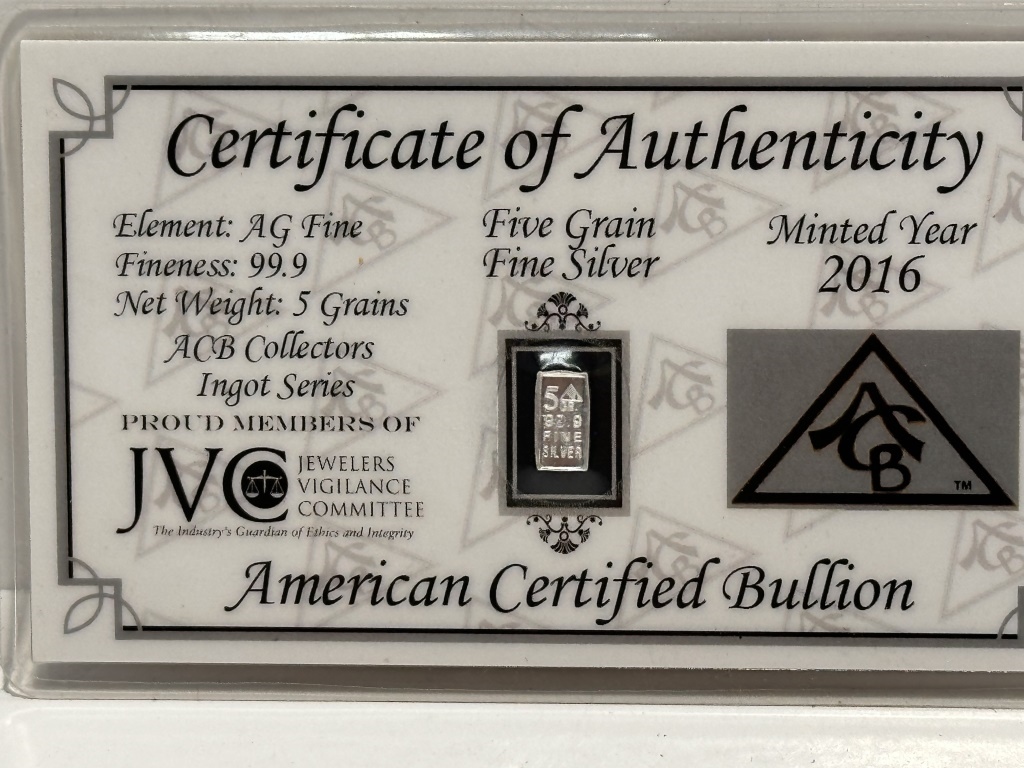 Certificate of Authenticity
Element: AG Fine
Fineness: 99.9
Net Weight: 5 Grains
ACB Collectors
Ingot Series
PROUD MEMBERS OF
JVC
JEWELERS
VIGILANCE
COMMITTEE
The Industry's Guardian of Ethics and Integrity
Five Grain
Fine Silver
5
99.9
FINE
SILVER
Minted Year
2016
ACB
TM
American Certified Bullion